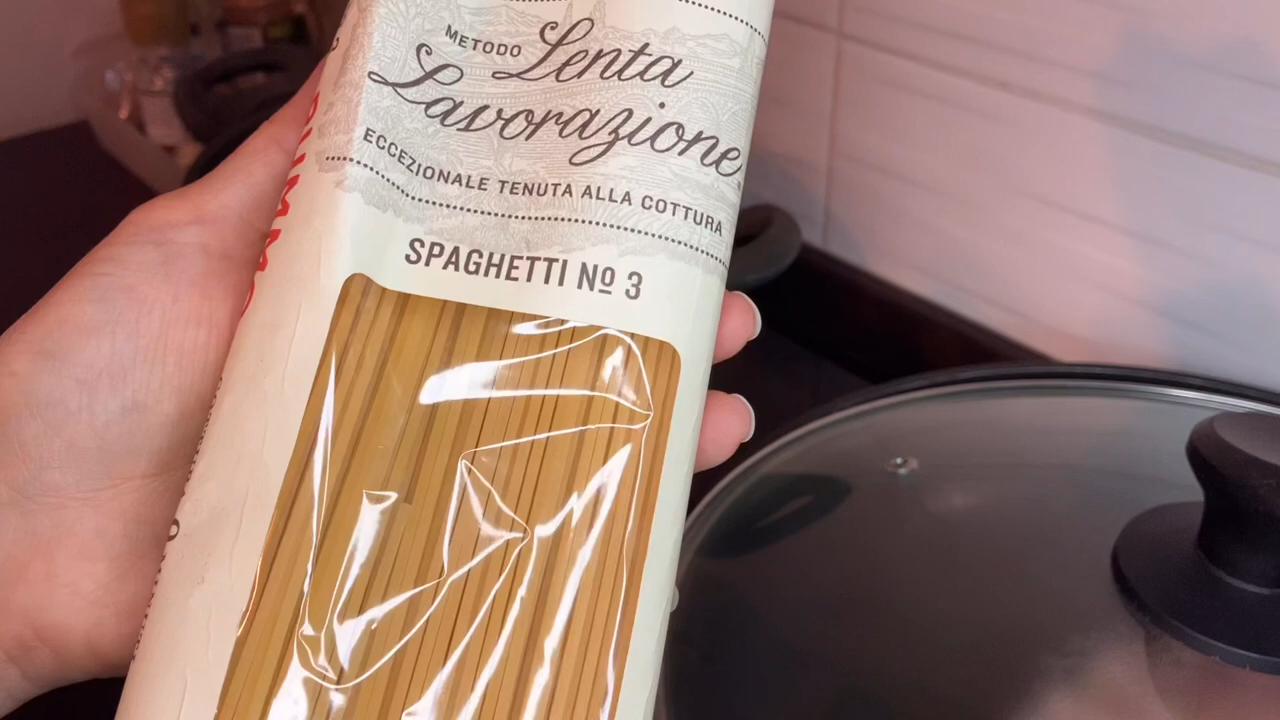 METODO Lenta
Lavorazione
ECCEZIONALE TENUTA ALLA COTTURA
SPAGHETTI Nº 3